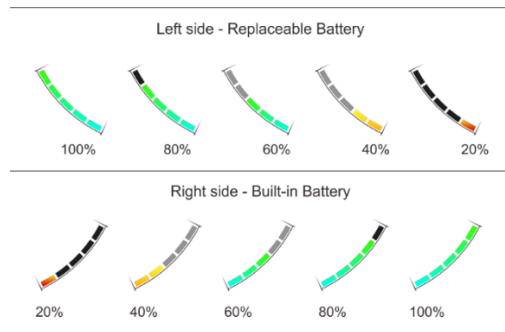 Left side - Replaceable Battery
100% 80% 60% 40% 20%
Right side - Built-in Battery
20% 40% 60% 80% 100%